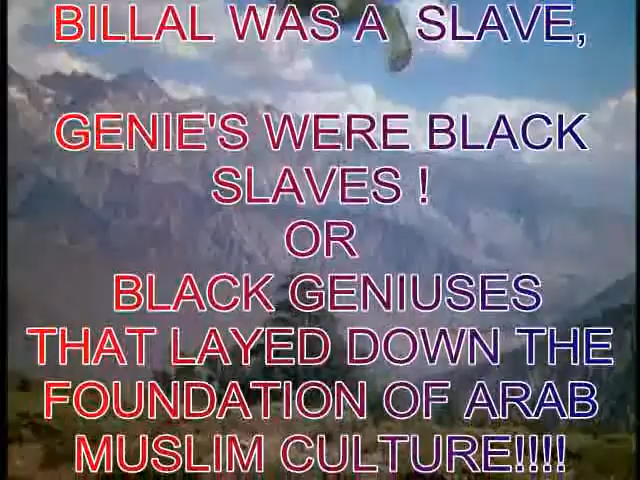 BILLAL WAS A SLAVE,
GENIE'S WERE BLACK
SLAVES !
OR
BLACK GENIUSES
THAT LAYED DOWN THE
FOUNDATION OF ARAB
MUSLIM CULTURE!!!!